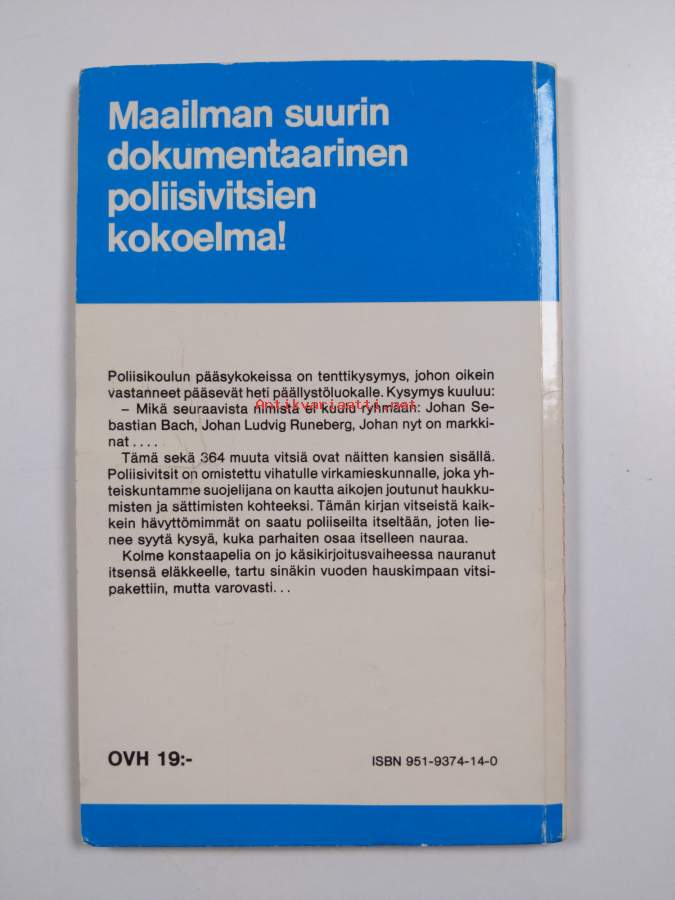 Maailman suurin
dokumentaarinen
poliisivitsien
kokoelma!
Poliisikoulun pääsykokeissa on tenttikysymys, johon oikein
vastanneet pääsevät heti päällystöluokalle. Kysymys kuuluu:
– Mikä seuraavista nimistä ei kuulu ryhmään: Johan Se-
bastian Bach, Johan Ludvig Runeberg, Johan nyt on markki-
nat . . . .
Antikvariaatti.net
Tämä sekä 364 muuta vitsiä ovat näitten kansien sisällä.
Poliisivitsit on omistettu vihatulle virkamieskunnalle, joka yh-
teiskuntamme suojelijana on kautta aikojen joutunut haukku-
misten ja sättimisten kohteeksi. Tämän kirjan vitseistä kaik-
kein hävyttömimmät on saatu poliiseilta itseltään, joten lie-
nee syytä kysyä, kuka parhaiten osaa itselleen nauraa.
Kolme konstaapelia on jo käsikirjoitusvaiheessa nauranut
itsensä eläkkeelle, tartu sinäkin vuoden hauskimpaan vitsi-
pakettiin, mutta varovasti. . .
OVH 19:-
ISBN 951-9374-14-0